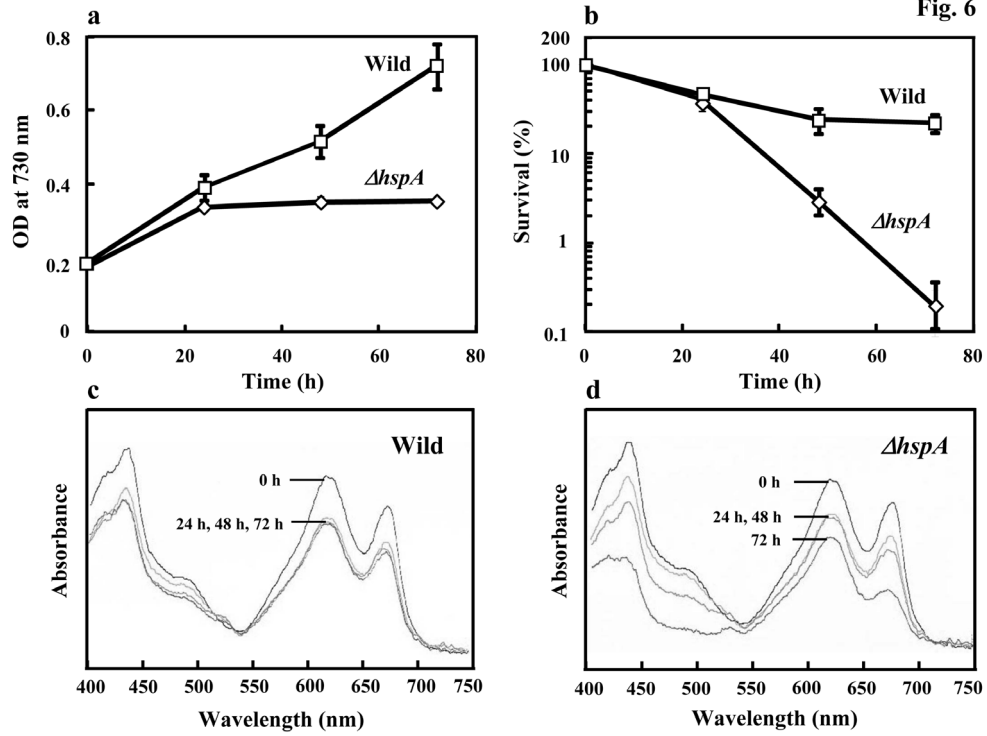 Fig. 6
a
OD at 730 nm
0.8
0.6
0.4
0.2
0
Wild
ΔhspA
0
20
40
60
80
Time (h)
b
Survival (%)
200
100
10
1
0.1
Wild
ΔhspA
0
20
40
60
80
Time (h)
c
Absorbance
Wild
0 h
24 h, 48 h, 72 h
400 450 500 550 600 650 700 750
Wavelength (nm)
d
Absorbance
ΔhspA
0 h
24 h, 48 h
72 h
400 450 500 550 600 650 700 750
Wavelength (nm)